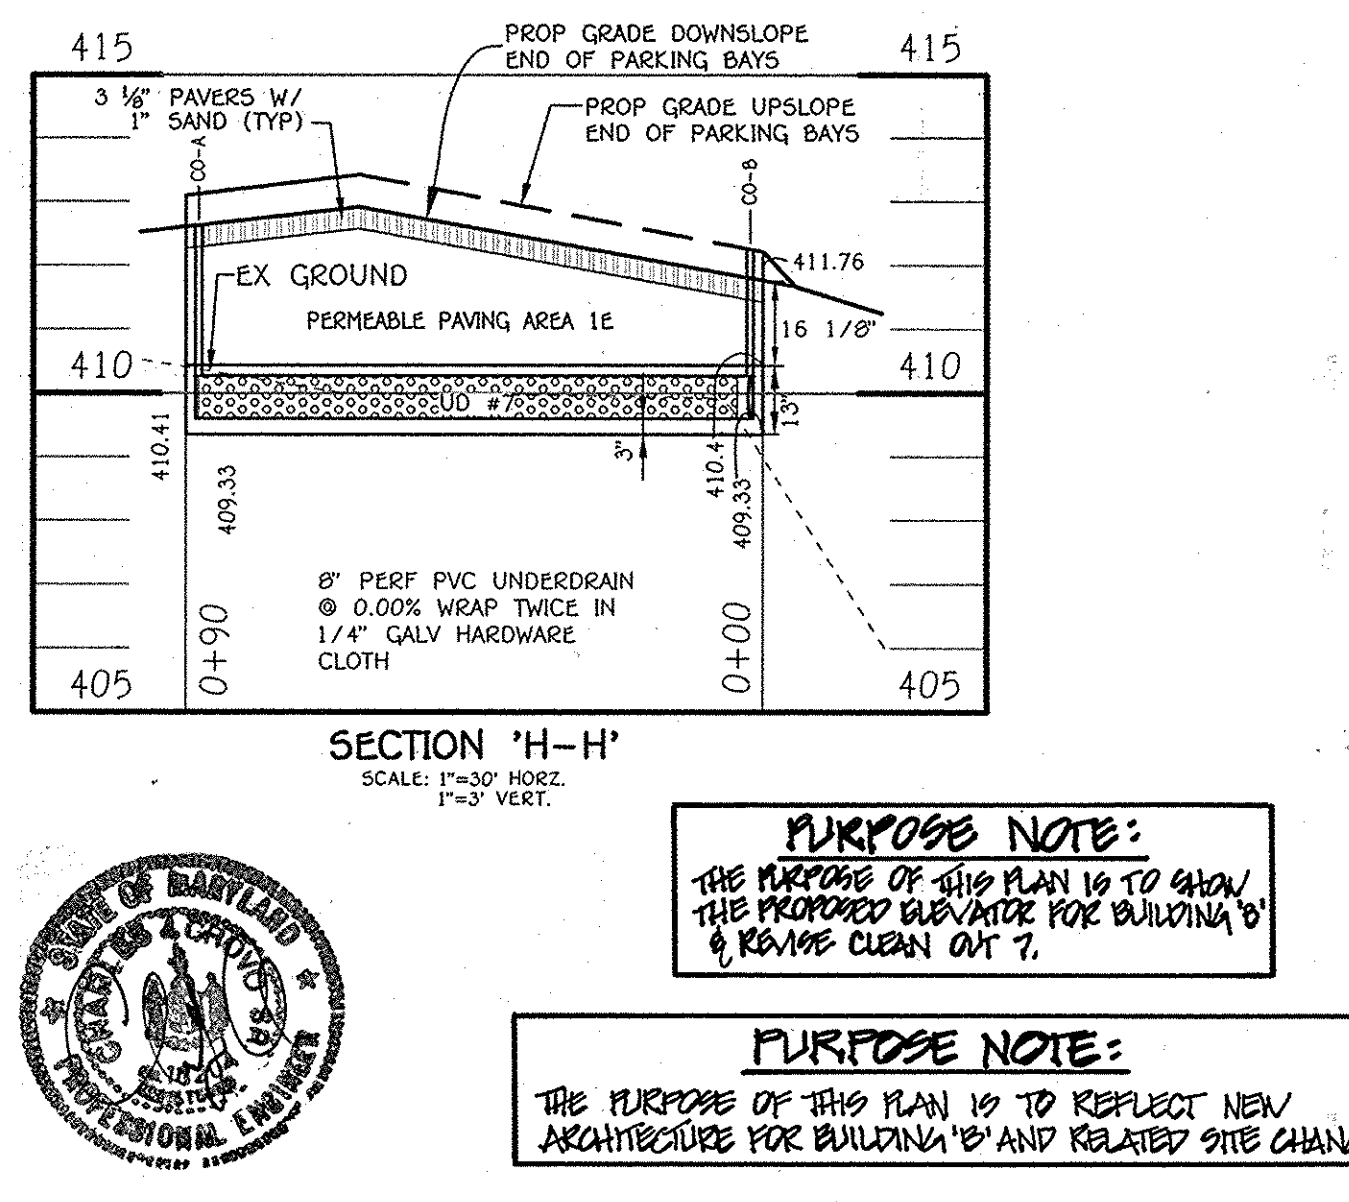 415
PROP GRADE DOWNSLOPE
END OF PARKING BAYS
415
3 1/8" PAVERS W/
1" SAND (TYP)
PROP GRADE UPSLOPE
END OF PARKING BAYS
CO-A
CO-B
411.76
EX GROUND
PERMEABLE PAVING AREA 1E
16 1/8"
410
410
UD #7
13"
3"
410.41
409.33
410.4
409.33
8" PERF PVC UNDERDRAIN
@ 0.00% WRAP TWICE IN
1/4" GALV HARDWARE
CLOTH
0+90
0+00
405
405
SECTION 'H-H'
SCALE: 1"=30' HORZ.
1"=3' VERT.
PURPOSE NOTE:
THE PURPOSE OF THIS PLAN IS TO SHOW
THE PROPOSED ELEVATOR FOR BUILDING 'B'
& REVISE CLEAN OUT 7.
STATE OF MARYLAND
CHARLES
SR.
PROFESSIONAL ENGINEER
PURPOSE NOTE:
THE PURPOSE OF THIS PLAN IS TO REFLECT NEW
ARCHITECTURE FOR BUILDING 'B' AND RELATED SITE CHAN